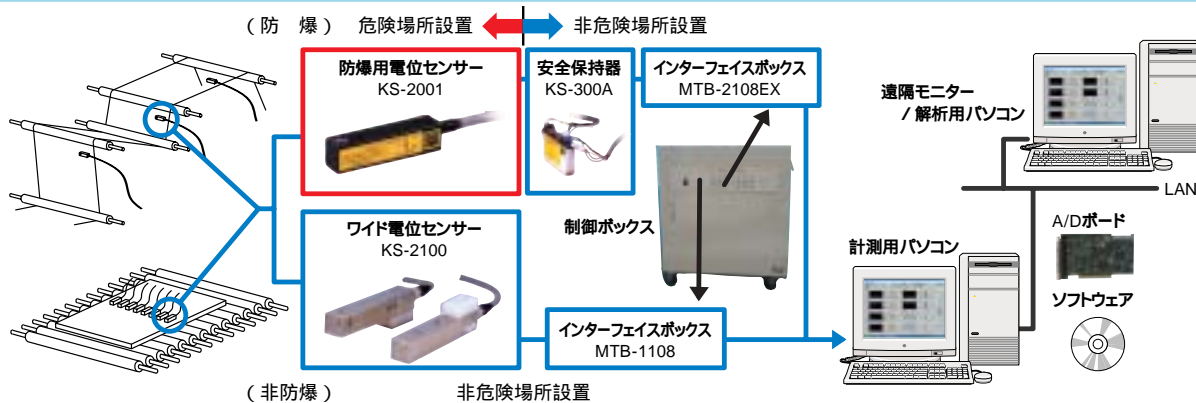 （防　爆） 危険場所設置
非危険場所設置
防爆用電位センサー
KS-2001
安全保持器
KS-300A
インターフェイスボックス
MTB-2108EX
遠隔モニター
/ 解析用パソコン
LAN
制御ボックス
ワイド電位センサー
KS-2100
計測用パソコン
A/Dボード
ソフトウェア
インターフェイスボックス
MTB-1108
（非防爆） 非危険場所設置